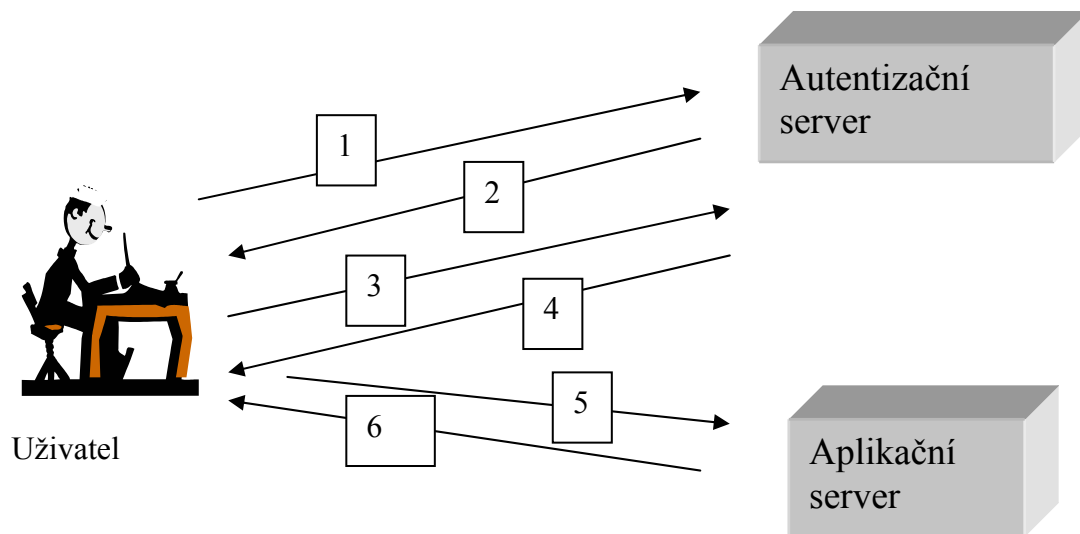 Autentizační
server
1
2
3
4
5
6
Uživatel
Aplikační
server